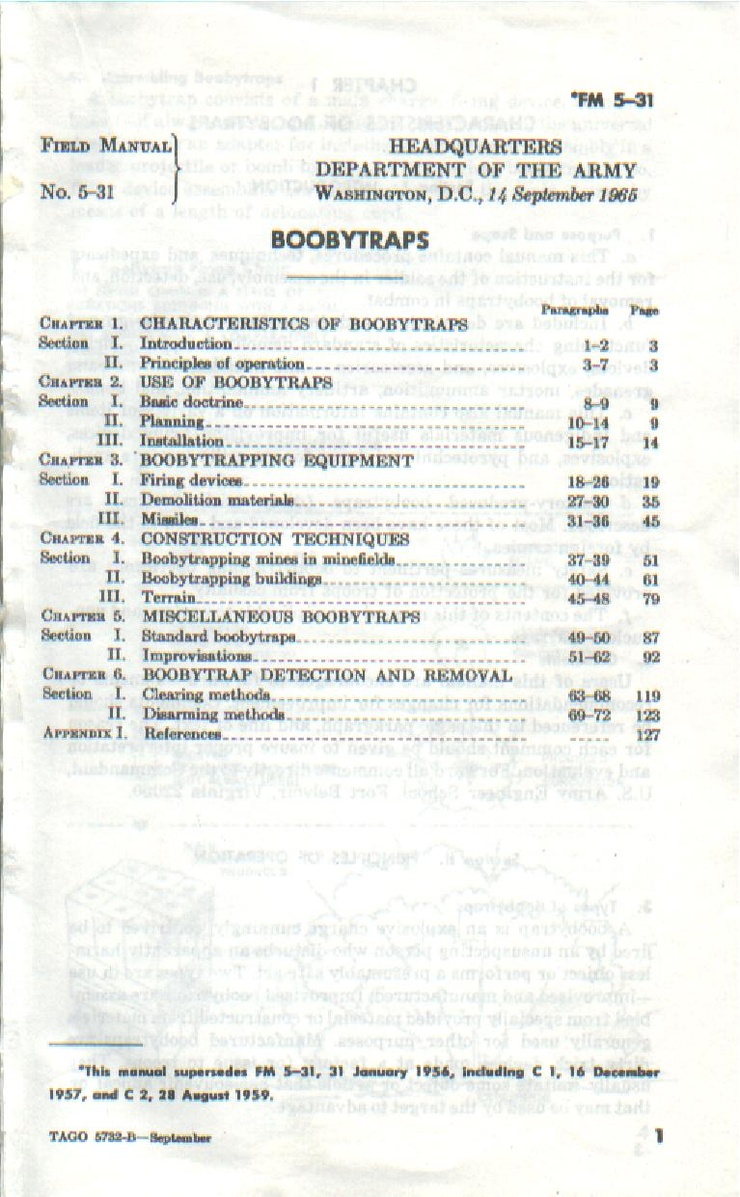 *FM 5-31
FIELD MANUAL
No. 5-31
HEADQUARTERS
DEPARTMENT OF THE ARMY
WASHINGTON, D.C., 14 September 1965
BOOBYTRAPS
Paragraphs Page
CHAPTER 1. CHARACTERISTICS OF BOOBYTRAPS
Section I. Introduction 1-2 3
II. Principles of operation 3-7 3
CHAPTER 2. USE OF BOOBYTRAPS
Section I. Basic doctrine 8-9 9
II. Planning 10-14 9
III. Installation 15-17 14
CHAPTER 3. BOOBYTRAPPING EQUIPMENT
Section I. Firing devices 18-26 19
II. Demolition materials 27-30 35
III. Missiles 31-36 45
CHAPTER 4. CONSTRUCTION TECHNIQUES
Section I. Boobytrapping mines in minefields 37-39 51
II. Boobytrapping buildings 40-44 61
III. Terrain 45-48 79
CHAPTER 5. MISCELLANEOUS BOOBYTRAPS
Section I. Standard boobytraps 49-50 87
II. Improvisations 51-62 92
CHAPTER 6. BOOBYTRAP DETECTION AND REMOVAL
Section I. Clearing methods 63-68 119
II. Disarming methods 69-72 123
APPENDIX I. References 127
*This manual supersedes FM 5-31, 31 January 1956, including C 1, 16 December
1957, and C 2, 28 August 1959.
TAGO 5732-B—September 1